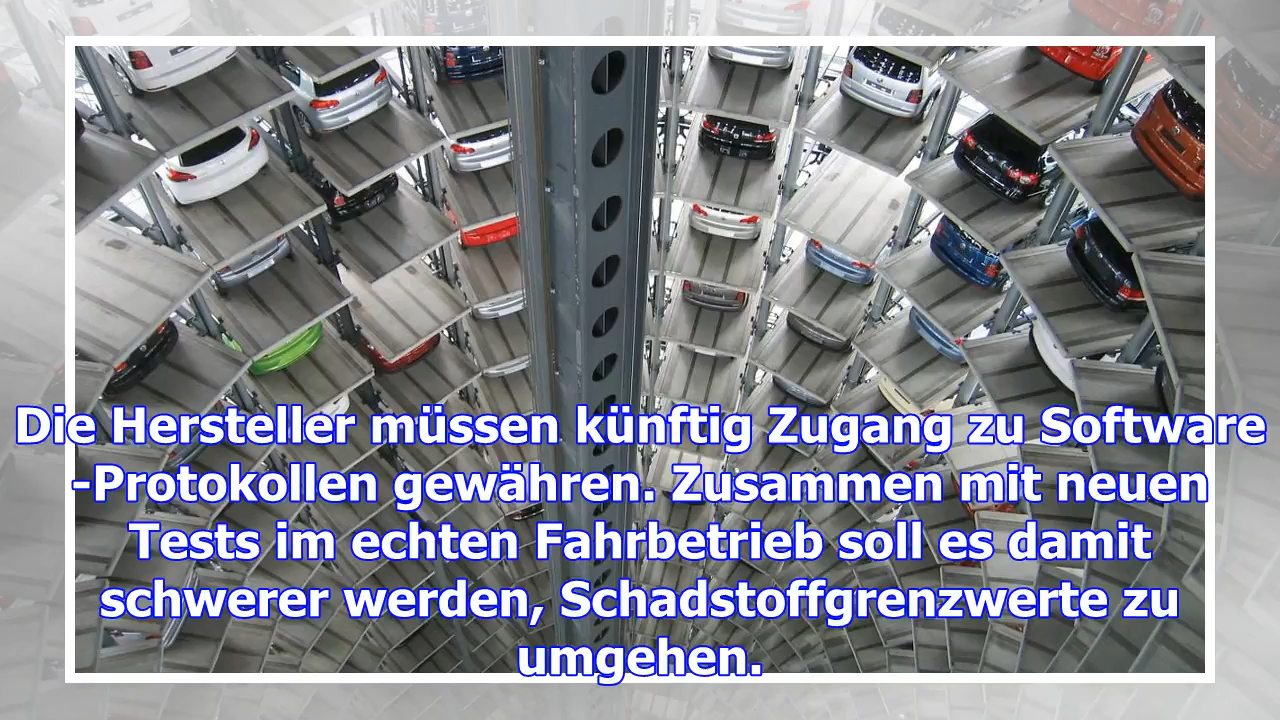 Die Hersteller müssen künftig Zugang zu Software
-Protokollen gewähren. Zusammen mit neuen
Tests im echten Fahrbetrieb soll es damit
schwerer werden, Schadstoffgrenzwerte zu
umgehen.